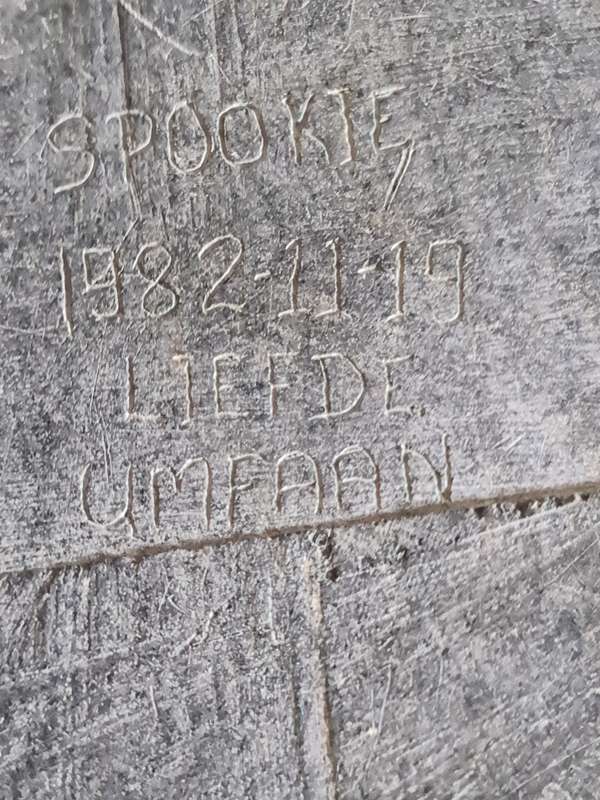 SPOOKIE,
1982-11-19
LIEFDE
UMFAAN